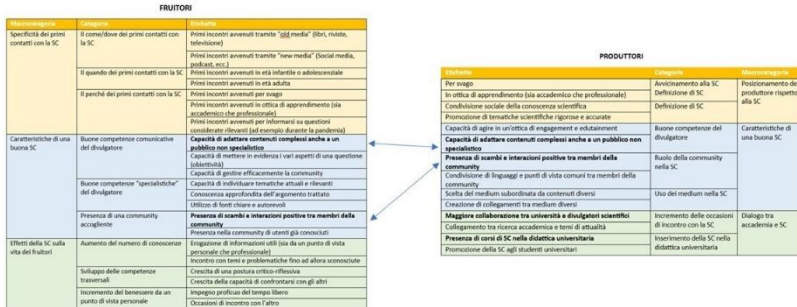 FRUITORI
Macrocategoria Categoria Etichetta
Specificità dei primi contatti con la SC
Il come/dove dei primi contatti con la SC
Primi incontri avvenuti tramite "old media" (libri, riviste, televisione)
Primi incontri avvenuti tramite "new media" (Social media, podcast, ecc.)
Il quando dei primi contatti con la SC
Primi incontri avvenuti in età infantile o adolescenziale
Primi incontri avvenuti in età adulta
Il perché dei primi contatti con la SC
Primi incontri avvenuti per svago
Primi incontri avvenuti in ottica di apprendimento (sia accademico che professionale)
Primi incontri avvenuti per informarsi su questioni considerate rilevanti (ad esempio durante la pandemia)
Caratteristiche di una buona SC
Buone competenze comunicative del divulgatore
Capacità di adattare contenuti complessi anche a un pubblico non specialistico
Capacità di mettere in evidenza i vari aspetti di una questione (obiettività)
Capacità di gestire efficacemente la community
Buone competenze "specialistiche" del divulgatore
Capacità di individuare tematiche attuali e rilevanti
Conoscenza approfondita dell'argomento trattato
Utilizzo di fonti chiare e autorevoli
Presenza di una community accogliente
Presenza di scambi e interazioni positive tra membri della community
Presenza nella community di utenti già conosciuti
Effetti della SC sulla vita del fruitori
Aumento del numero di conoscenze
Erogazione di informazioni utili (sia da un punto di vista personale che professionale)
Incontro con temi e problematiche fino ad allora sconosciute
Sviluppo delle competenze trasversali
Crescita di una postura critico-riflessiva
Crescita della capacità di confrontarsi con gli altri
Incremento del benessere da un punto di vista personale
Impegno proficuo del tempo libero
Occasioni di incontro con l'altro
PRODUTTORI
Etichetta Categoria Macrocategoria
Per svago
In ottica di apprendimento (sia accademico che professionale)
Condivisione sociale della conoscenza scientifica
Promozione di tematiche scientifiche rigorose e accurate
Avvicinamento alla SC
Definizione di SC
Definizione di SC
Posizionamento del produttore rispetto alla SC
Capacità di agire in un'ottica di engagement e edutainment
Capacità di adattare contenuti complessi anche a un pubblico non specialistico
Buone competenze del divulgatore
Caratteristiche di una buona SC
Presenza di scambi e interazioni positive tra membri della community
Condivisione di linguaggi e punti di vista comuni tra membri della community
Ruolo della community nella SC
Scelta del medium subordinata da contenuti diversi
Creazione di collegamenti tra medium diversi
Uso del medium nella SC
Maggiore collaborazione tra università e divulgatori scientifici
Collegamento tra ricerca accademica e temi di attualità
Incremento delle occasioni di incontro con la SC
Dialogo tra accademia e SC
Presenza di corsi di SC nella didattica universitaria
Promozione della SC agli studenti universitari
Inserimento della SC nella didattica universitaria